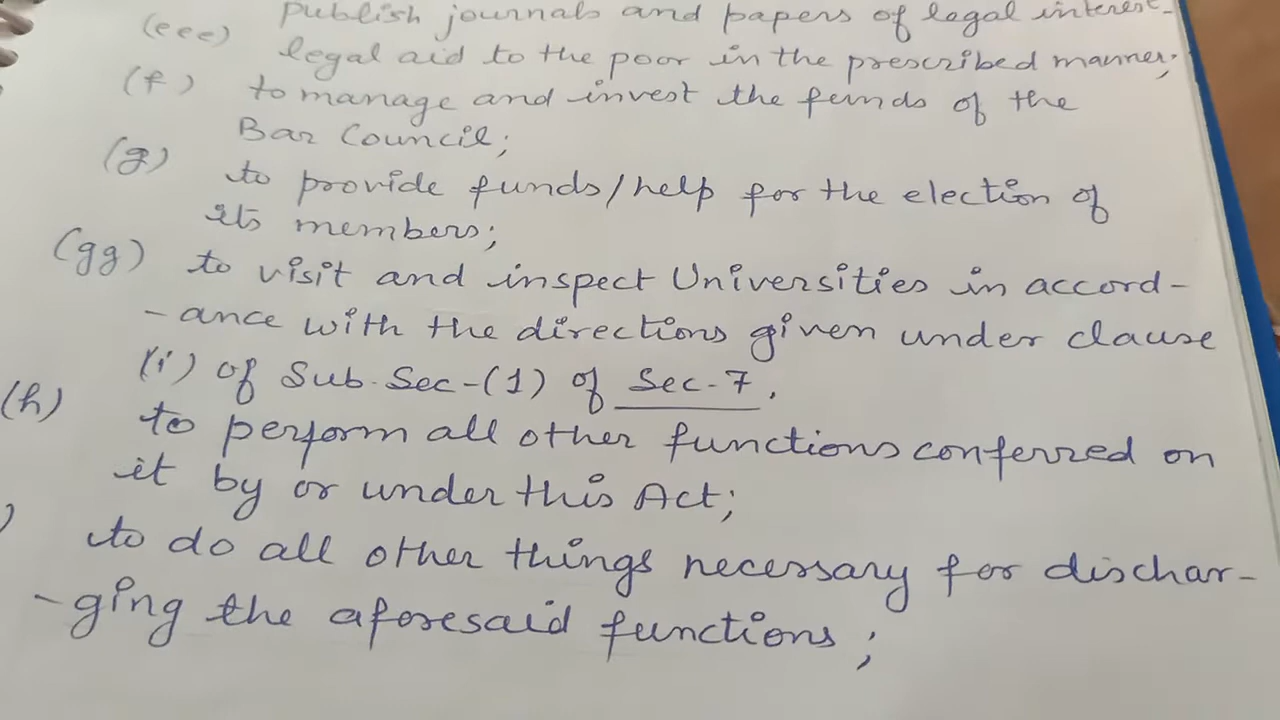 publish journals and papers of legal interest-
(eee) legal aid to the poor in the prescribed manner;
(f) to manage and invest the funds of the
Bar Council;
(g) to provide funds/help for the election of
its members;
(gg) to visit and inspect Universities in accord-
-ance with the directions given under clause
(i) of Sub. Sec-(1) of Sec-7.
(h) to perform all other functions conferred on
it by or under this Act;
) to do all other things necessary for dischar-
-ging the aforesaid functions;